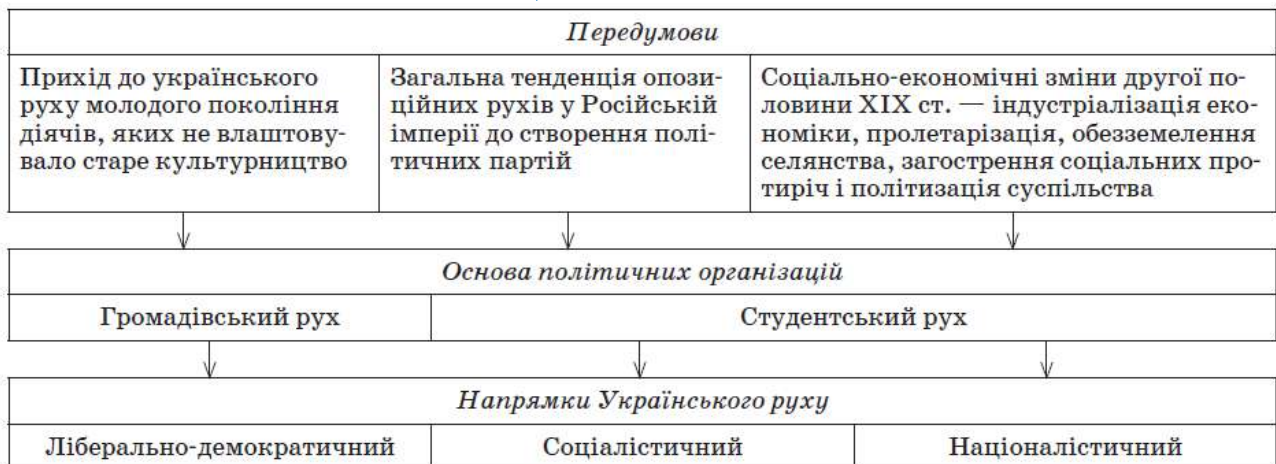 Передумови
Прихід до українського
руху молодого покоління
діячів, яких не влаштову-
вало старе культурництво
Загальна тенденція опози-
ційних рухів у Російській
імперії до створення полі-
тичних партій
Соціально-економічні зміни другої по-
ловини XIX ст. — індустріалізація еко-
номіки, пролетарізація, обезземелення
селянства, загострення соціальних про-
тиріч і політизація суспільства
Основа політичних організацій
Громадівський рух
Студентський рух
Напрямки Українського руху
Ліберально-демократичний
Соціалістичний
Націоналістичний